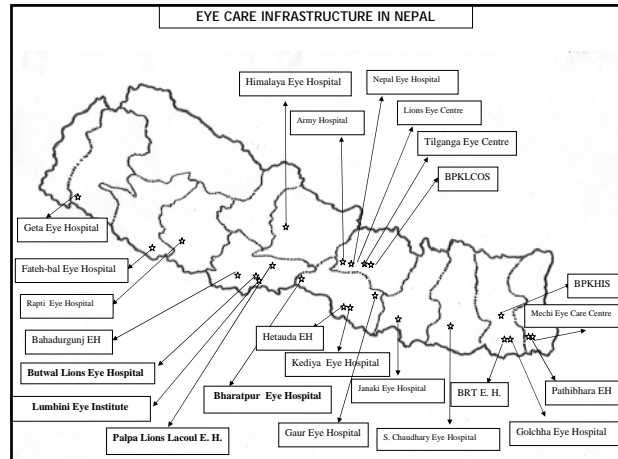 EYE CARE INFRASTRUCTURE IN NEPAL
Himalaya Eye Hospital
Nepal Eye Hospital
Army Hospital
Lions Eye Centre
Tilganga Eye Centre
BPKLCOS
Geta Eye Hospital
Fateh-bal Eye Hospital
Rapti Eye Hospital
Bahadurgunj EH
Butwal Lions Eye Hospital
Lumbini Eye Institute
Palpa Lions Lacoul E. H.
Bharatpur Eye Hospital
Hetauda EH
Kediya Eye Hospital
Gaur Eye Hospital
Janaki Eye Hospital
S. Chaudhary Eye Hospital
BRT E. H.
BPKHIS
Mechi Eye Care Centre
Pathibhara EH
Golchha Eye Hospital